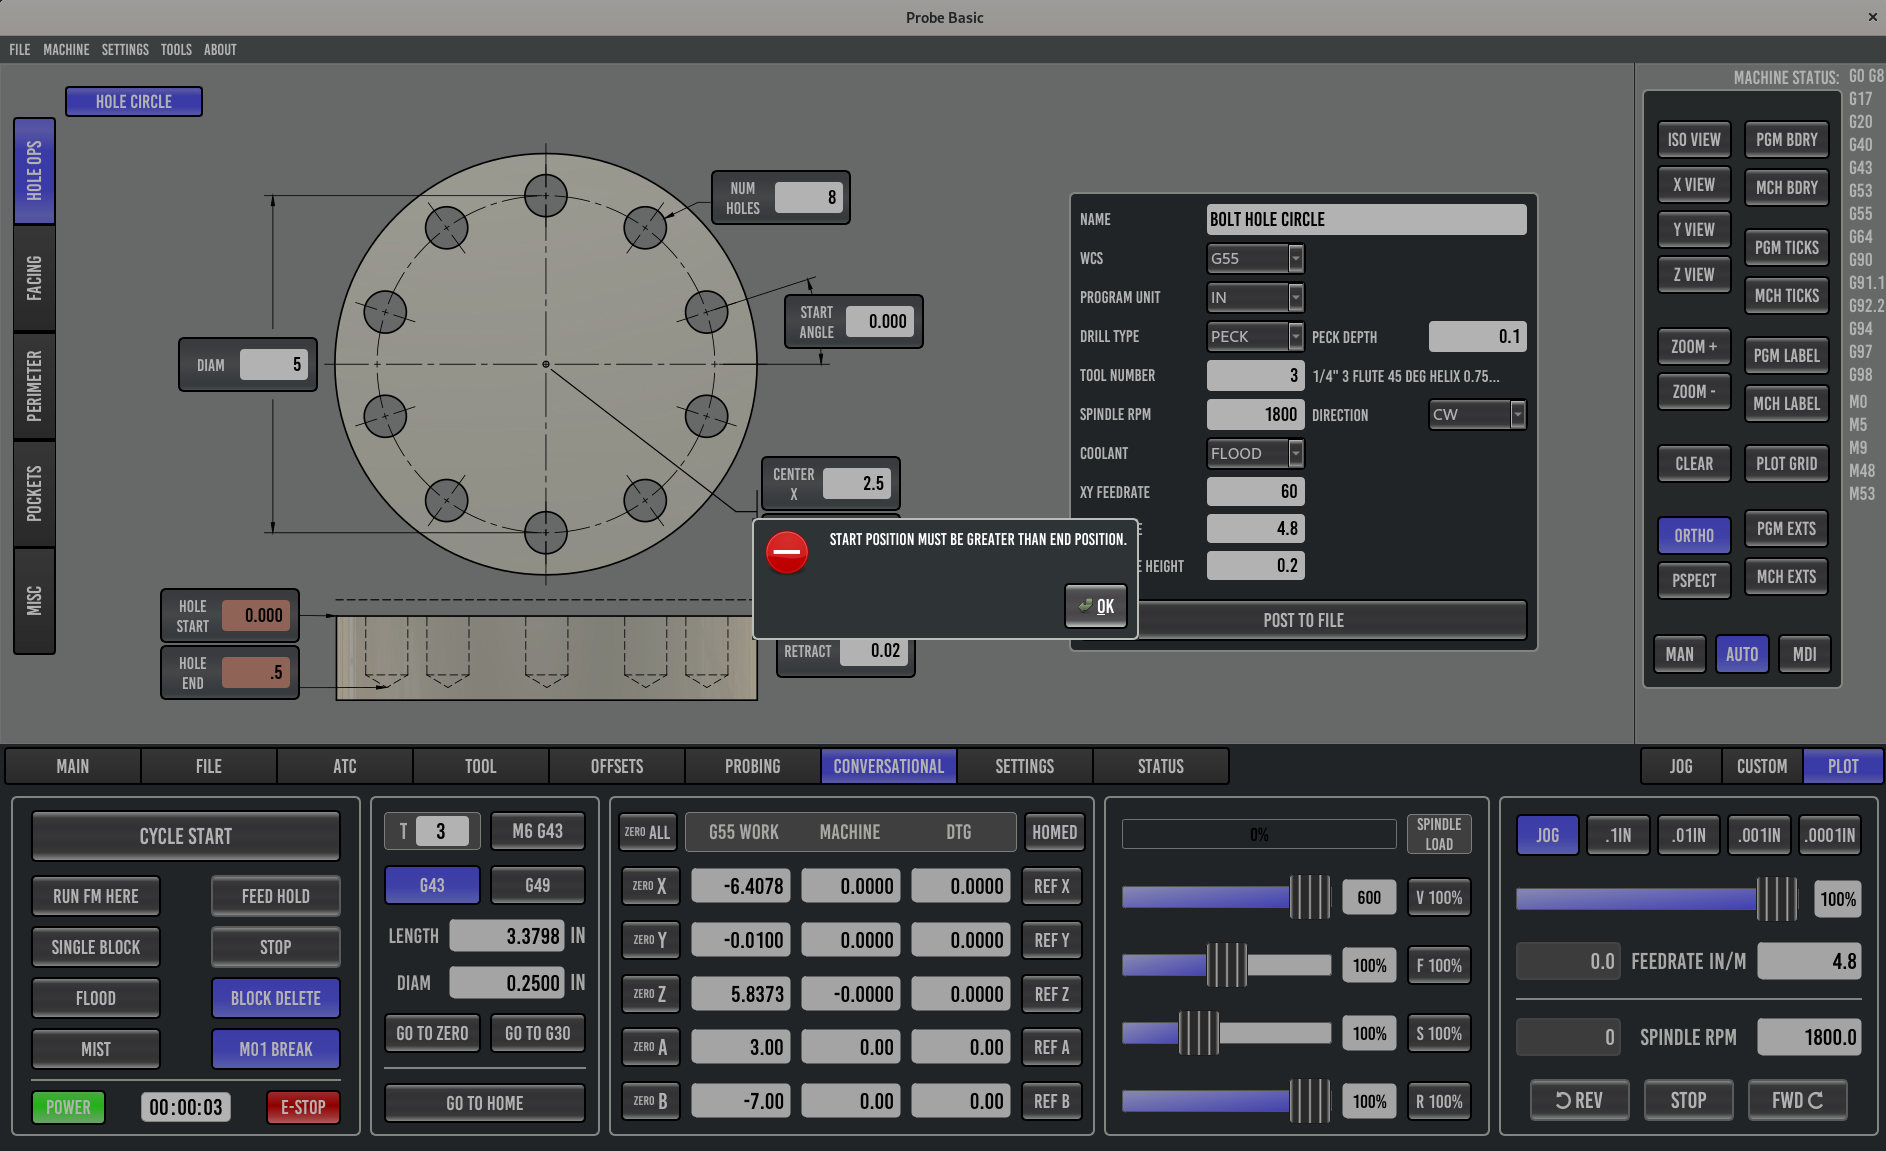 Probe Basic
FILE MACHINE SETTINGS TOOLS ABOUT
HOLE CIRCLE
HOLE OPS
FACING
PERIMETER
POCKETS
MISC
NUM HOLES 8
START ANGLE 0.000
DIAM 5
CENTER X 2.5
HOLE START 0.000
HOLE END .5
RETRACT 0.02
NAME BOLT HOLE CIRCLE
WCS G55
PROGRAM UNIT IN
DRILL TYPE PECK PECK DEPTH 0.1
TOOL NUMBER 3 1/4" 3 FLUTE 45 DEG HELIX 0.75...
SPINDLE RPM 1800 DIRECTION CW
COOLANT FLOOD
XY FEEDRATE 60
4.8
HEIGHT 0.2
POST TO FILE
START POSITION MUST BE GREATER THAN END POSITION.
OK
MACHINE STATUS:
G0 G8
G17
G20
G40
G43
G53
G55
G64
G90
G91.1
G92.2
G94
G97
G98
M0
M5
M9
M48
M53
ISO VIEW PGM BDRY
X VIEW MCH BDRY
Y VIEW PGM TICKS
Z VIEW MCH TICKS
ZOOM + PGM LABEL
ZOOM - MCH LABEL
CLEAR PLOT GRID
ORTHO PGM EXTS
PSPECT MCH EXTS
MAN AUTO MDI
MAIN FILE ATC TOOL OFFSETS PROBING CONVERSATIONAL SETTINGS STATUS
JOG CUSTOM PLOT
CYCLE START
RUN FM HERE FEED HOLD
SINGLE BLOCK STOP
FLOOD BLOCK DELETE
MIST M01 BREAK
POWER 00:00:03 E-STOP
T 3 M6 G43
G43 G49
LENGTH 3.3798 IN
DIAM 0.2500 IN
GO TO ZERO GO TO G30
GO TO HOME
ZERO ALL G55 WORK MACHINE DTG HOMED
ZERO X -6.4078 0.0000 0.0000 REF X
ZERO Y -0.0100 0.0000 0.0000 REF Y
ZERO Z 5.8373 -0.0000 0.0000 REF Z
ZERO A 3.00 0.00 0.00 REF A
ZERO B -7.00 0.00 0.00 REF B
0% SPINDLE LOAD
600 V 100%
100% F 100%
100% S 100%
100% R 100%
JOG .1IN .01IN .001IN .0001IN
100%
0.0 FEEDRATE IN/M 4.8
0 SPINDLE RPM 1800.0
REV STOP FWD